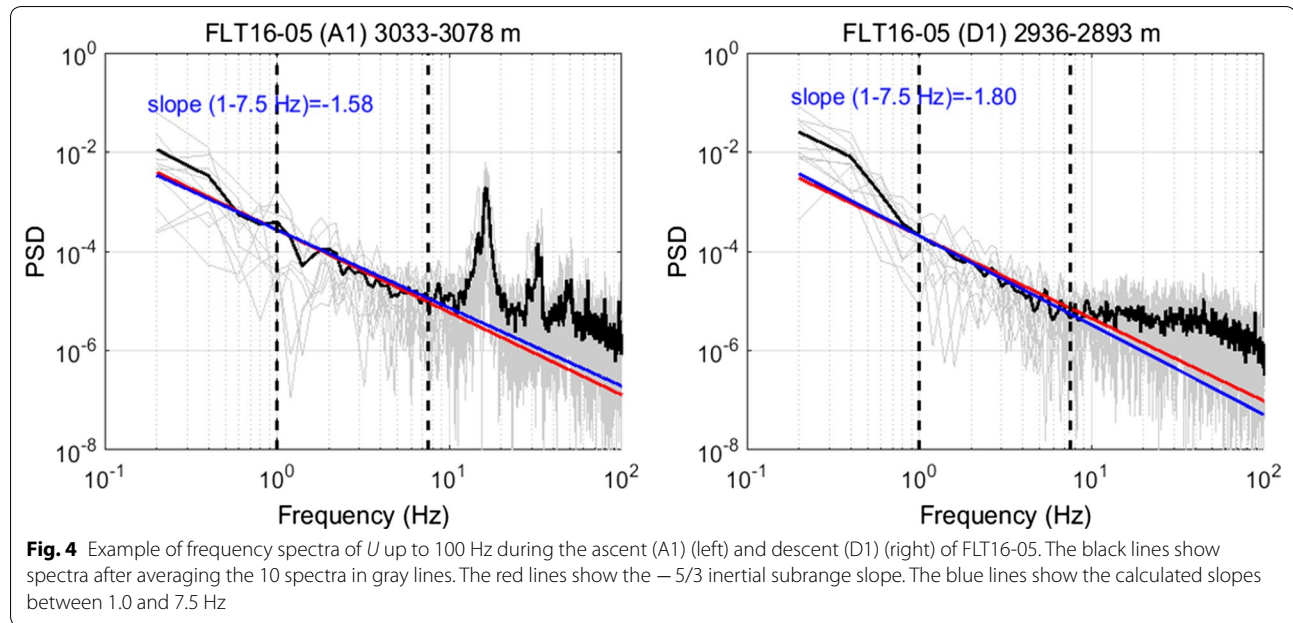 FLT16-05 (A1) 3033-3078 m
slope (1-7.5 Hz)=-1.58
PSD
10^0
10^-2
10^-4
10^-6
10^-8
10^-1
10^0
10^1
10^2
Frequency (Hz)
FLT16-05 (D1) 2936-2893 m
slope (1-7.5 Hz)=-1.80
PSD
10^0
10^-2
10^-4
10^-6
10^-8
10^-1
10^0
10^1
10^2
Frequency (Hz)
Fig. 4 Example of frequency spectra of U up to 100 Hz during the ascent (A1) (left) and descent (D1) (right) of FLT16-05. The black lines show
spectra after averaging the 10 spectra in gray lines. The red lines show the − 5/3 inertial subrange slope. The blue lines show the calculated slopes
between 1.0 and 7.5 Hz